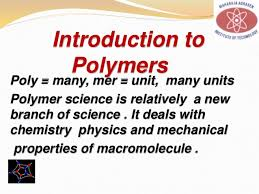 MAHARAJA AGRASEN
INSTITUTE OF TECHNOLOGY
Introduction to
Polymers
Poly = many, mer = unit, many units
Polymer science is relatively a new
branch of science . It deals with
chemistry physics and mechanical
properties of macromolecule .